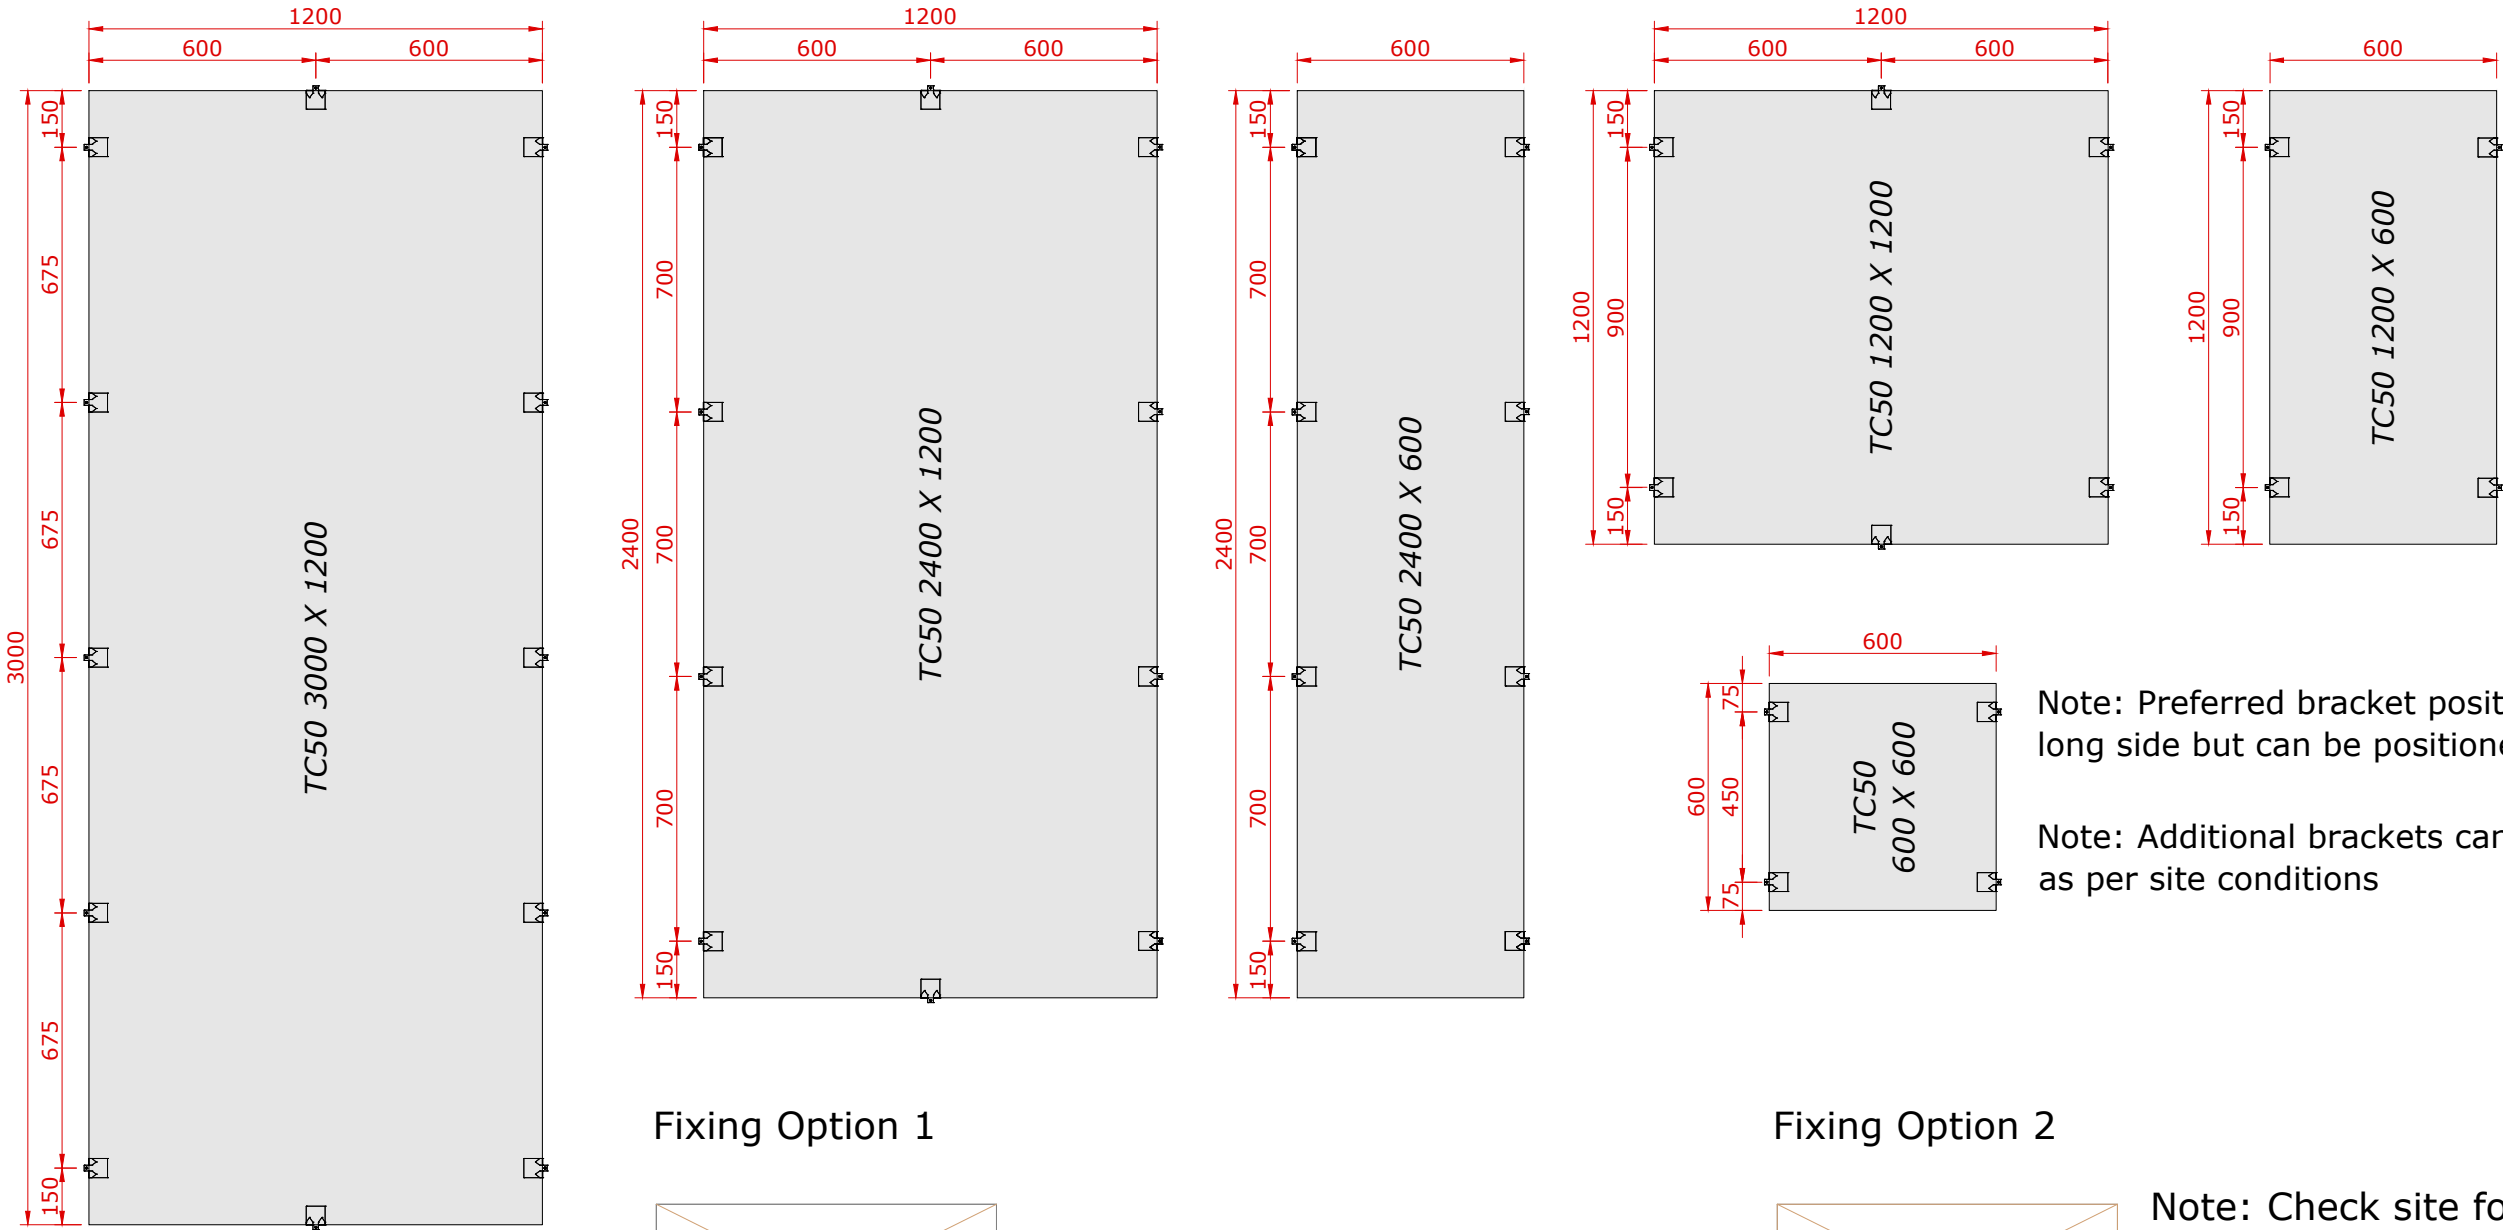 1200
600 600
150
675
675
675
675
150
3000
TC50 3000 X 1200
1200
600 600
150
700
700
700
150
2400
TC50 2400 X 1200
600
150
700
700
700
150
2400
TC50 2400 X 600
1200
600 600
150
900
150
1200
TC50 1200 X 1200
600
150
900
150
1200
TC50 1200 X 600
600
75
450
75
600
TC50
600 X 600
Note: Preferred bracket
long side but can be
Note: Additional brackets
as per site conditions
Fixing Option 1
Fixing Option 2
Note: Check site